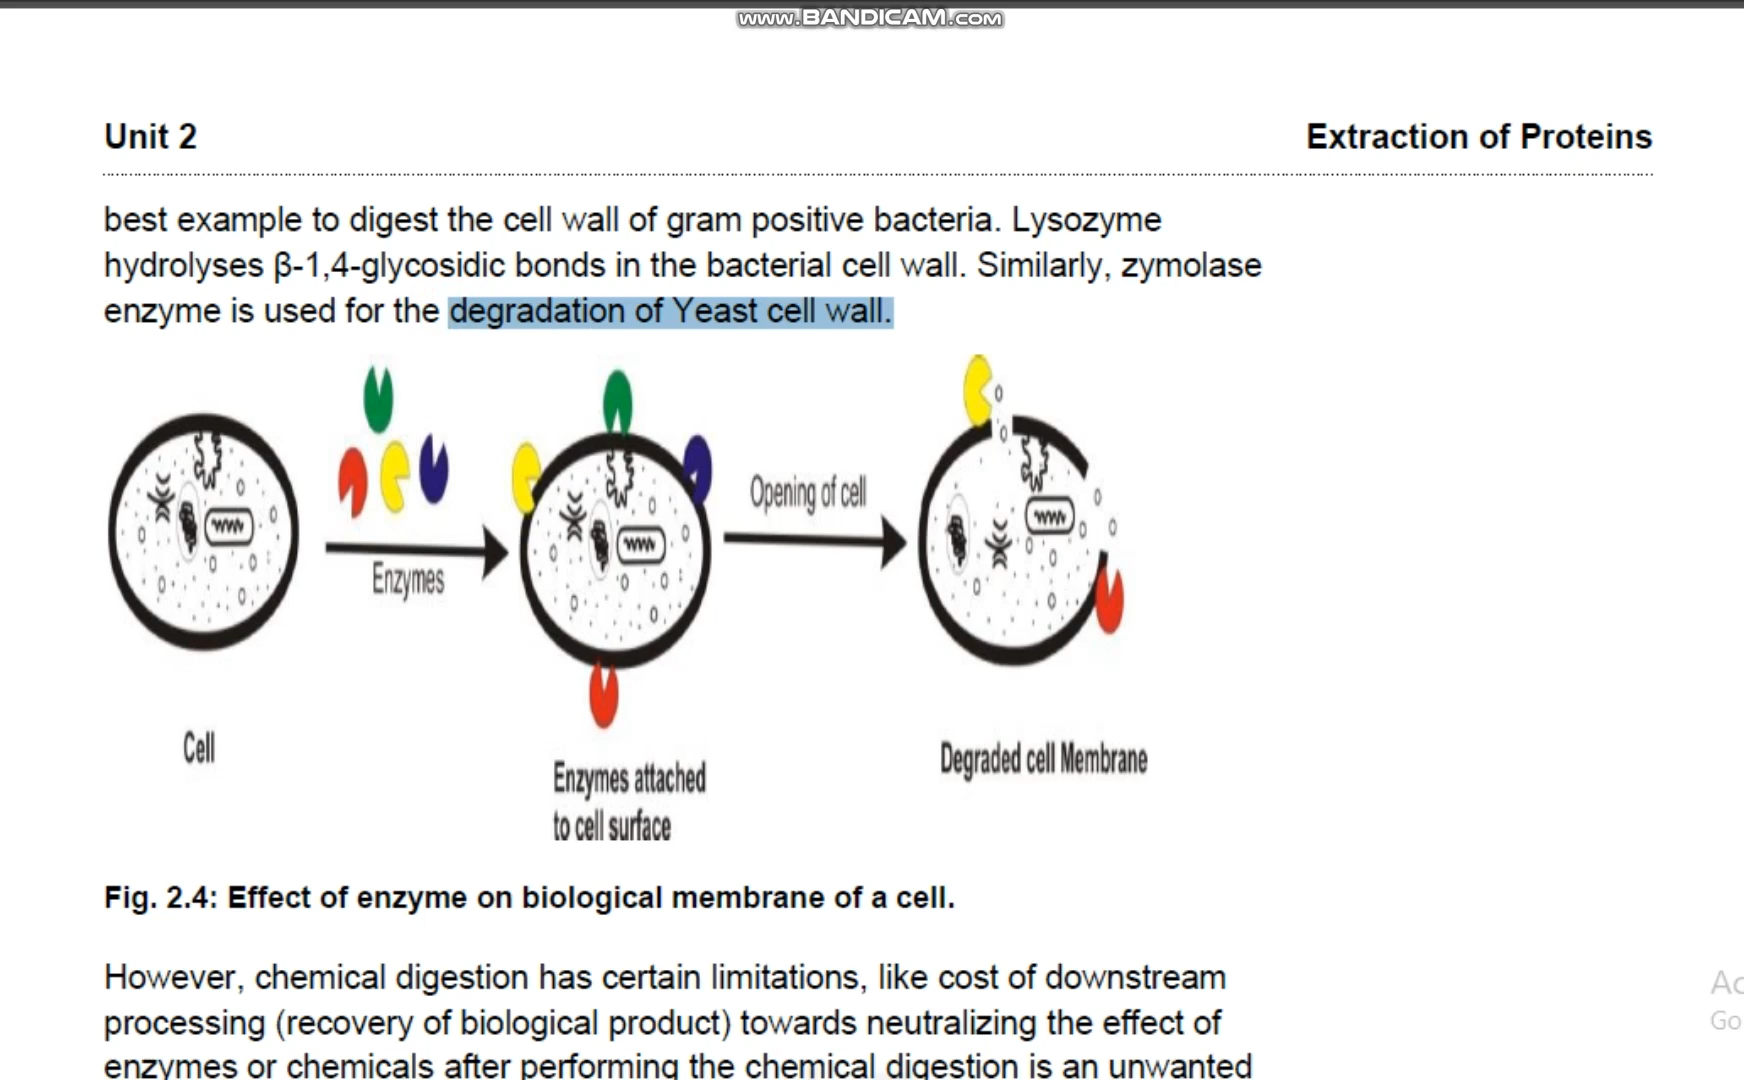 www.BANDICAM.com
Unit 2
Extraction of Proteins
best example to digest the cell wall of gram positive bacteria. Lysozyme
hydrolyses β-1,4-glycosidic bonds in the bacterial cell wall. Similarly, zymolase
enzyme is used for the degradation of Yeast cell wall.
Enzymes
Opening of cell
Cell
Enzymes attached
to cell surface
Degraded cell Membrane
Fig. 2.4: Effect of enzyme on biological membrane of a cell.
However, chemical digestion has certain limitations, like cost of downstream
processing (recovery of biological product) towards neutralizing the effect of
enzymes or chemicals after performing the chemical digestion is an unwanted
Ac
Go